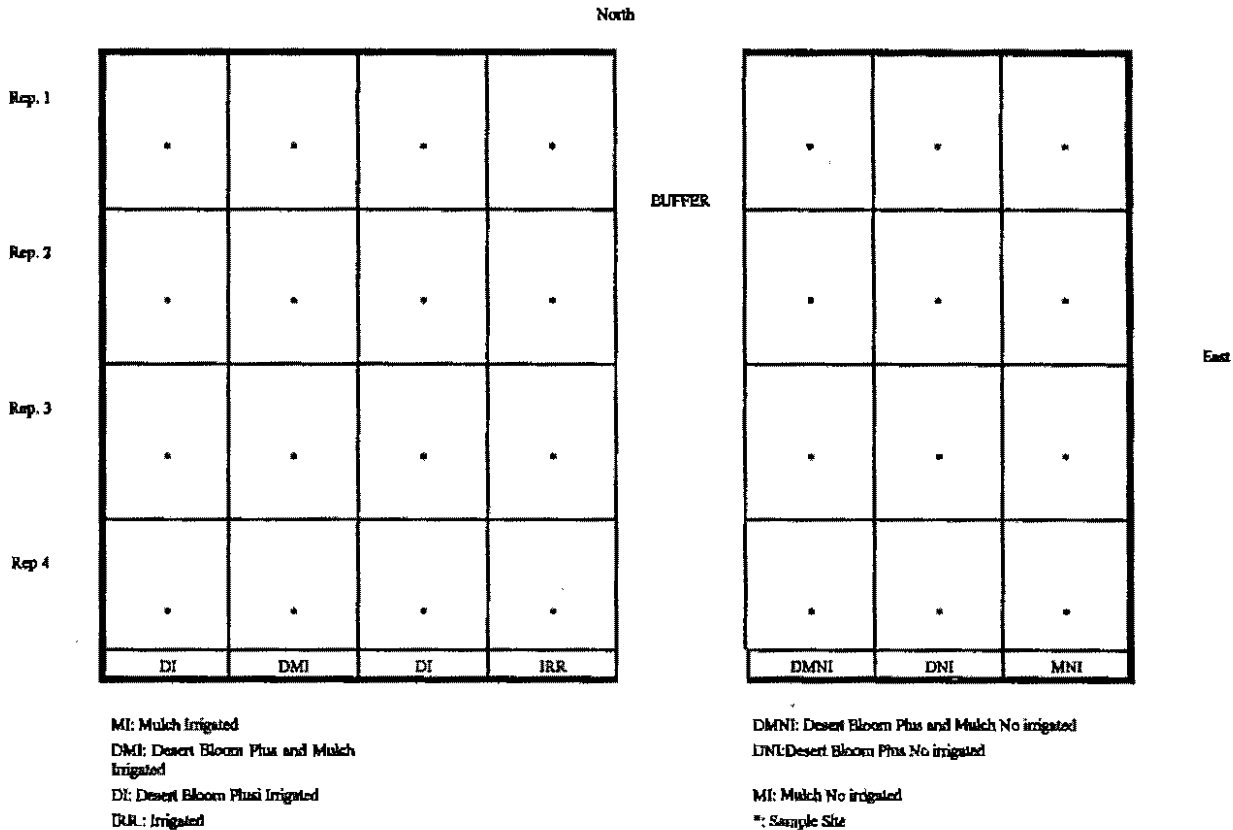 North
Rep. 1
BUFFER
Rep. 2
East
Rep. 3
Rep 4
DI DMI DI IRR DMNI DNI MNI
MI: Mulch Irrigated
DMI: Desert Bloom Plus and Mulch
Irrigated
DI: Desert Bloom Plusi Irrigated
IRR.: Irrigated
DMNI: Desert Bloom Plus and Mulch No irrigated
DNI:Desert Bloom Plus No irrigated
MI: Mulch No irrigated
*: Sample Site